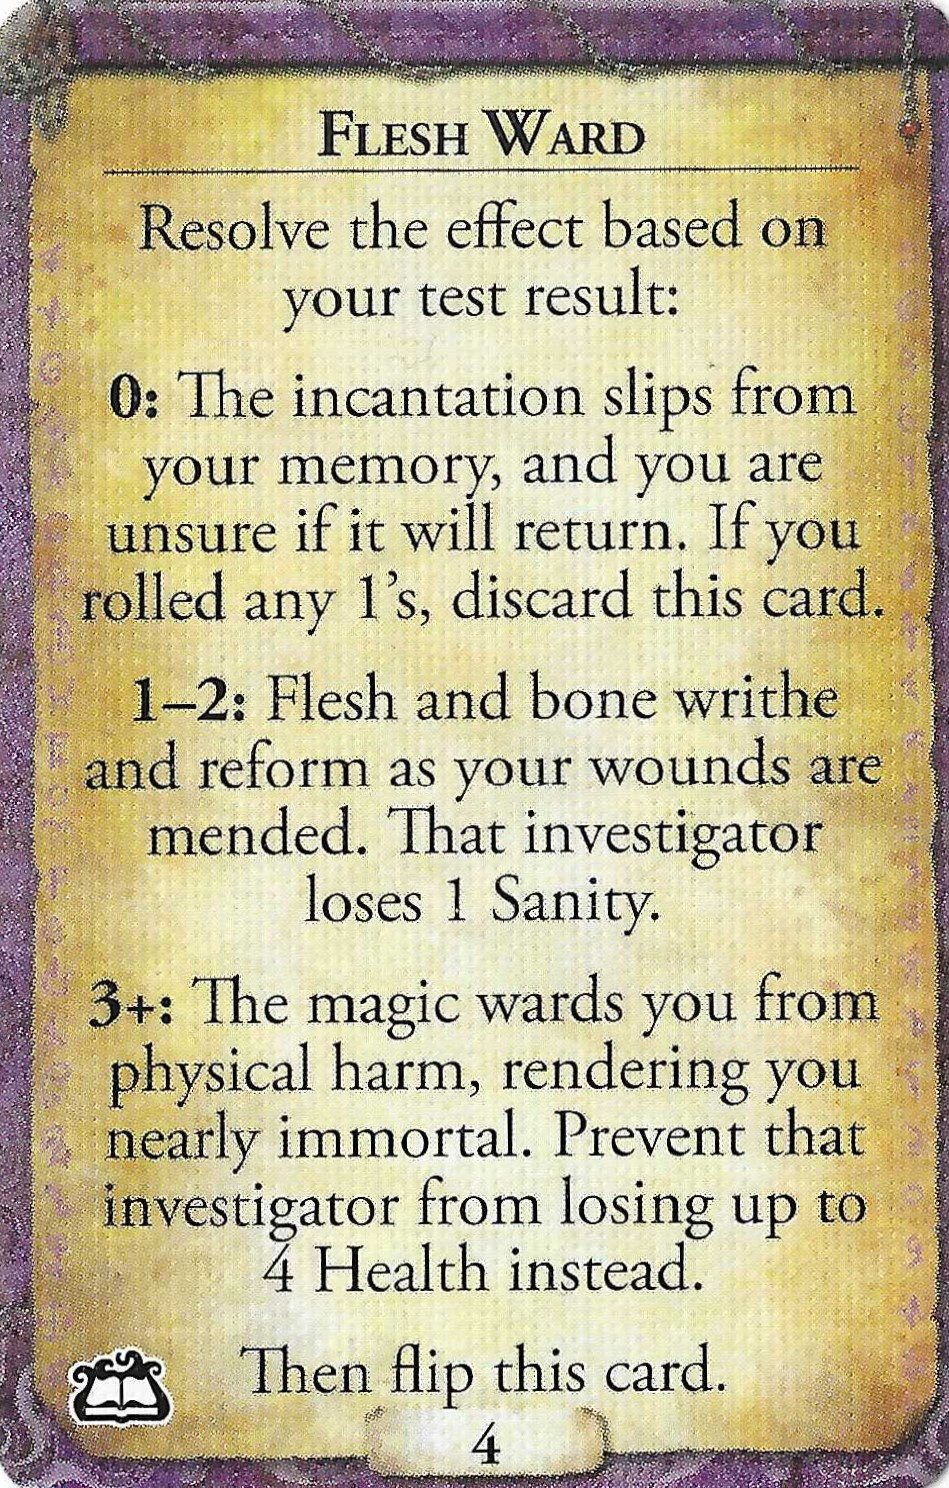 Flesh Ward
Resolve the effect based on
your test result:
0: The incantation slips from
your memory, and you are
unsure if it will return. If you
rolled any 1's, discard this card.
1–2: Flesh and bone writhe
and reform as your wounds are
mended. That investigator
loses 1 Sanity.
3+: The magic wards you from
physical harm, rendering you
nearly immortal. Prevent that
investigator from losing up to
4 Health instead.
Then flip this card.
4